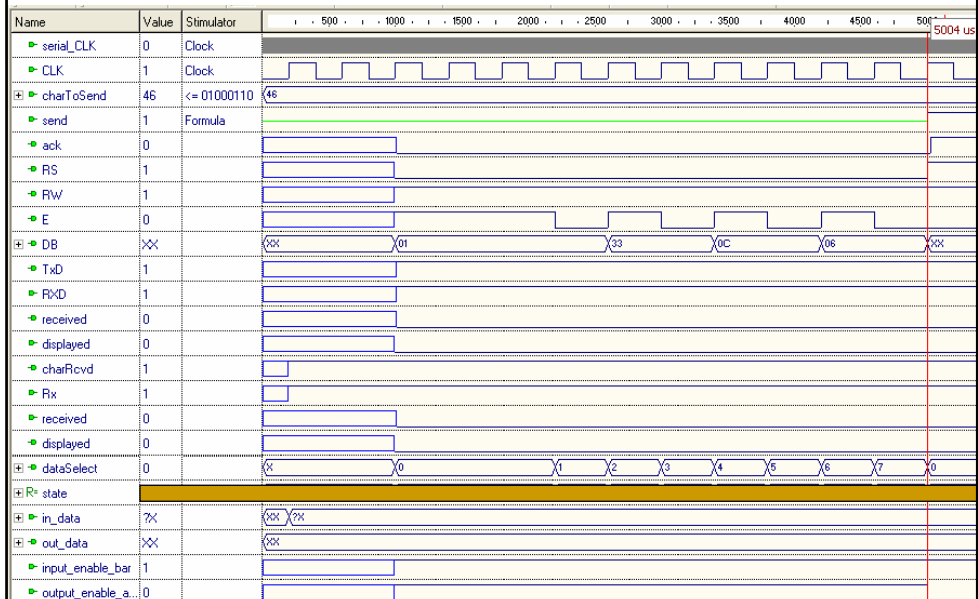 Name Value Stimulator 500 1000 1500 2000 2500 3000 3500 4000 4500
5004 us
serial_CLK 0 Clock
CLK 1 Clock
charToSend 46 <= 01000110 46
send 1 Formula
ack 0
RS 1
RW 1
E 0
DB XX XX 01 33 0C 06 XX
TxD 1
RXD 1
received 0
displayed 0
charRcvd 1
Rx 1
received 0
displayed 0
dataSelect 0 X 0 1 2 3 4 5 6 7 0
state
in_data ?X XX ?X
out_data XX XX
input_enable_bar 1
output_enable_a... 0